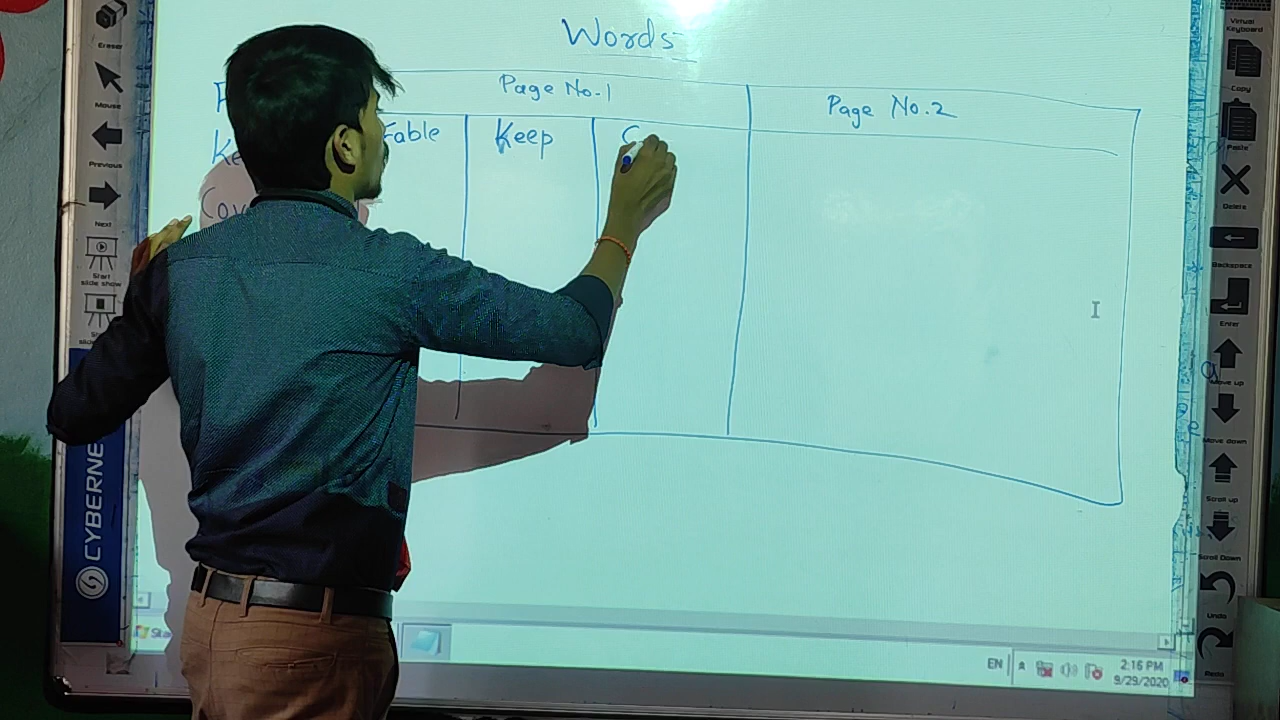 Words
Page No.1
Page No.2
Fable
Keep
C
Eraser
Mouse
Previous
Next
Start
slide show
CYBERNE
Virtual
Keyboard
Copy
Paste
Delete
Backspace
Enter
Move up
Move down
Scroll up
Scroll Down
Undo
Redo
EN
2:16 PM
9/29/2020